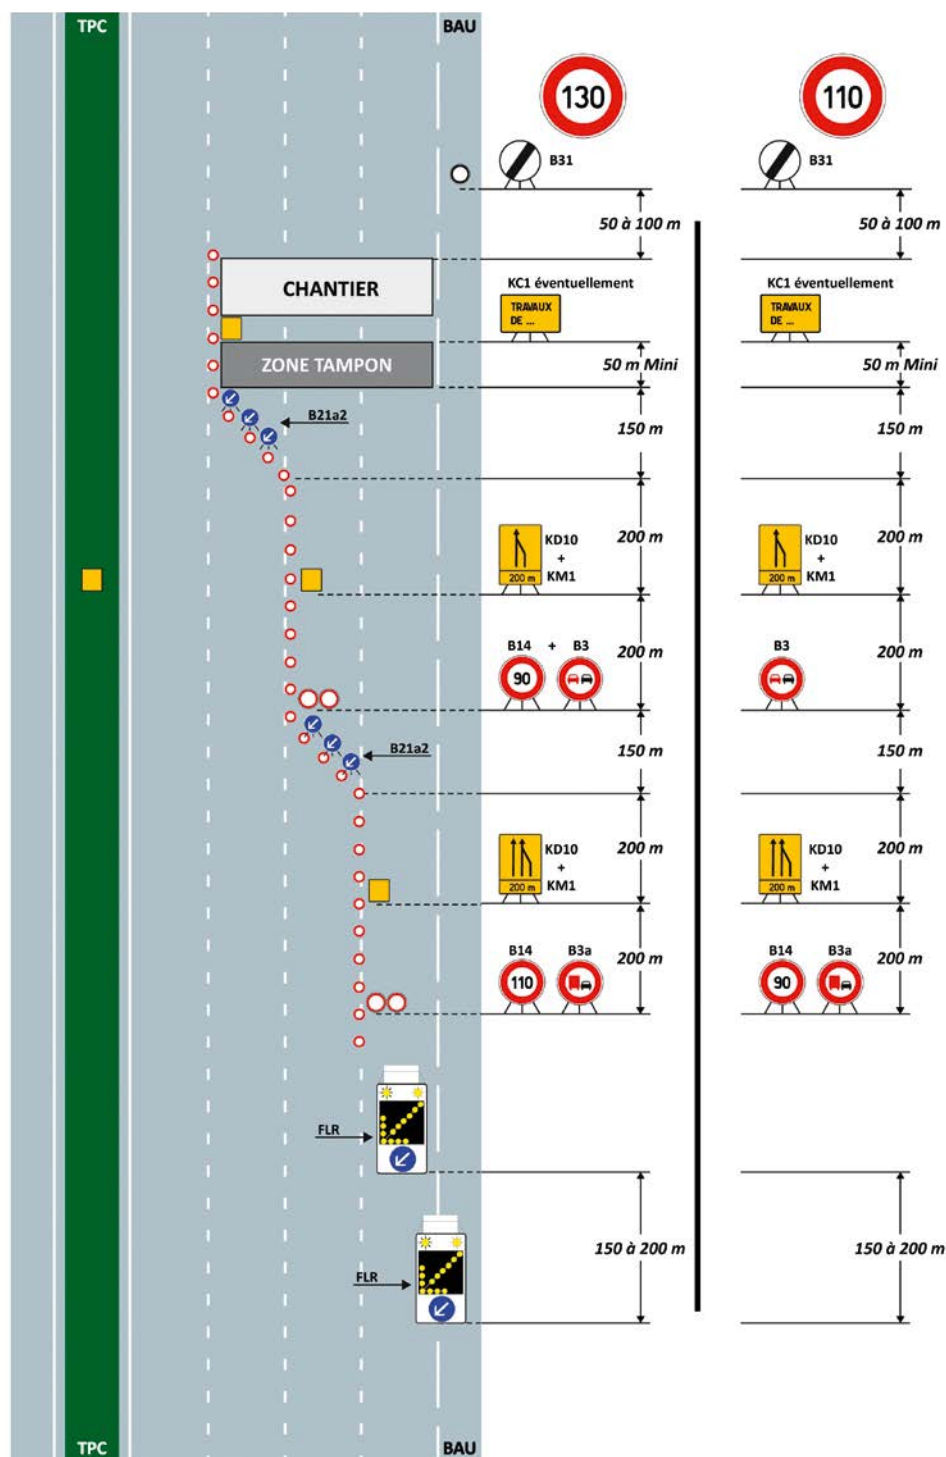 TPC
BAU
130
110
B31
B31
50 à 100 m
50 à 100 m
CHANTIER
KC1 éventuellement
KC1 éventuellement
TRAVAUX
DE ...
TRAVAUX
DE ...
ZONE TAMPON
50 m Mini
50 m Mini
B21a2
150 m
150 m
KD10
+
KM1
200 m
200 m
KD10
+
KM1
200 m
200 m
B14 + B3
90
200 m
B3
200 m
B21a2
150 m
150 m
KD10
+
KM1
200 m
200 m
KD10
+
KM1
200 m
200 m
B14 B3a
110
200 m
B14 B3a
90
200 m
FLR
150 à 200 m
150 à 200 m
FLR
TPC
BAU